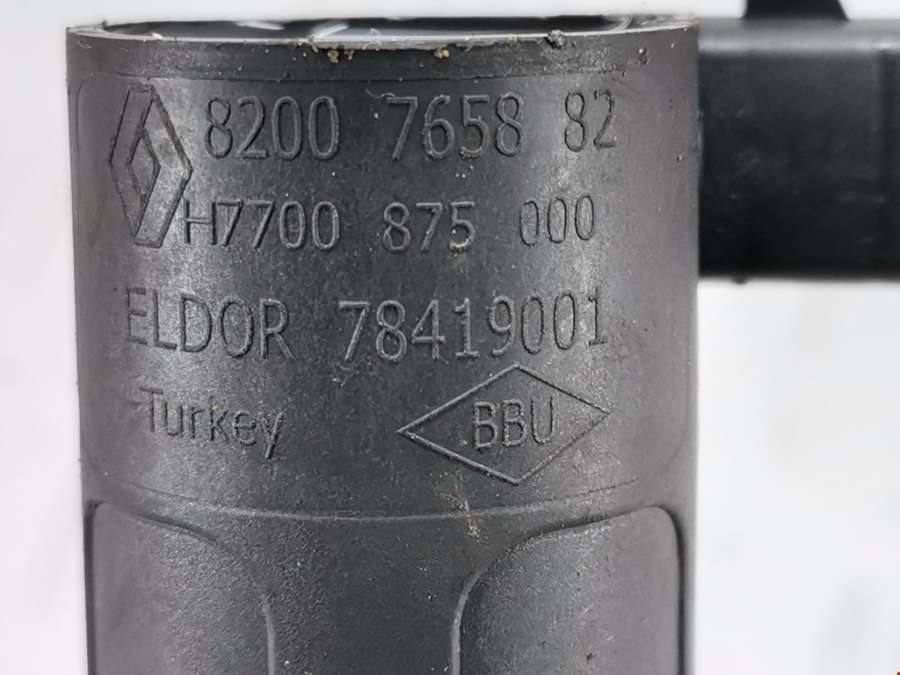 8200 7658 82
H7700 875 000
ELDOR 78419001
Turkey BBU